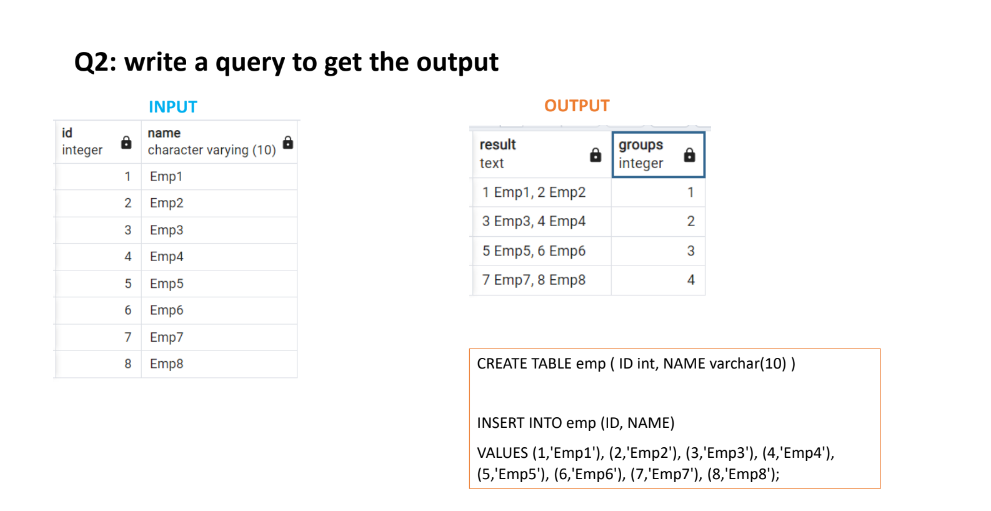 Q2: write a query to get the output
INPUT
id
integer
name
character varying (10)
1 Emp1
2 Emp2
3 Emp3
4 Emp4
5 Emp5
6 Emp6
7 Emp7
8 Emp8
OUTPUT
result
text
groups
integer
1 Emp1, 2 Emp2 1
3 Emp3, 4 Emp4 2
5 Emp5, 6 Emp6 3
7 Emp7, 8 Emp8 4
CREATE TABLE emp ( ID int, NAME varchar(10) )
INSERT INTO emp (ID, NAME)
VALUES (1,'Emp1'), (2,'Emp2'), (3,'Emp3'), (4,'Emp4'),
(5,'Emp5'), (6,'Emp6'), (7,'Emp7'), (8,'Emp8');